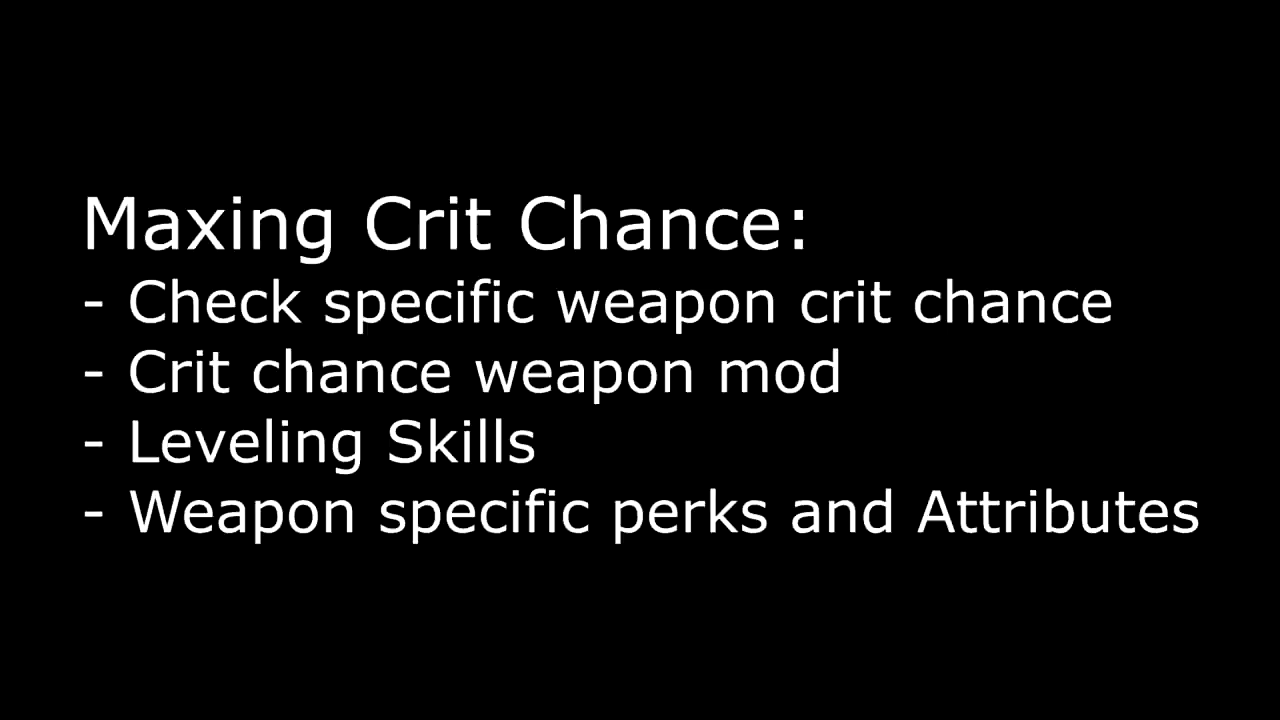 Maxing Crit Chance:
- Check specific weapon crit chance
- Crit chance weapon mod
- Leveling Skills
- Weapon specific perks and Attributes